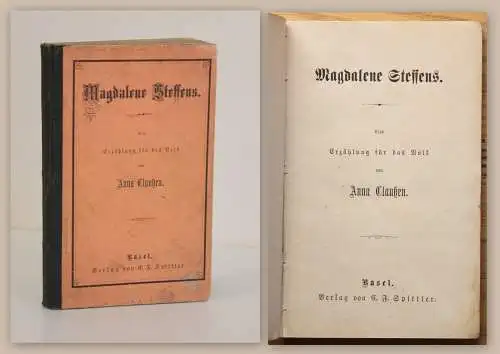 Magdalene Steffens.
Eine
Erzählung für das Volk
von
Anna Claußen.
Basel.
Verlag von C. F. Spittler.
Magdalene Steffens.
Eine
Erzählung für das Volk
von
Anna Claußen.
Basel.
Verlag von C. F. Spittler.